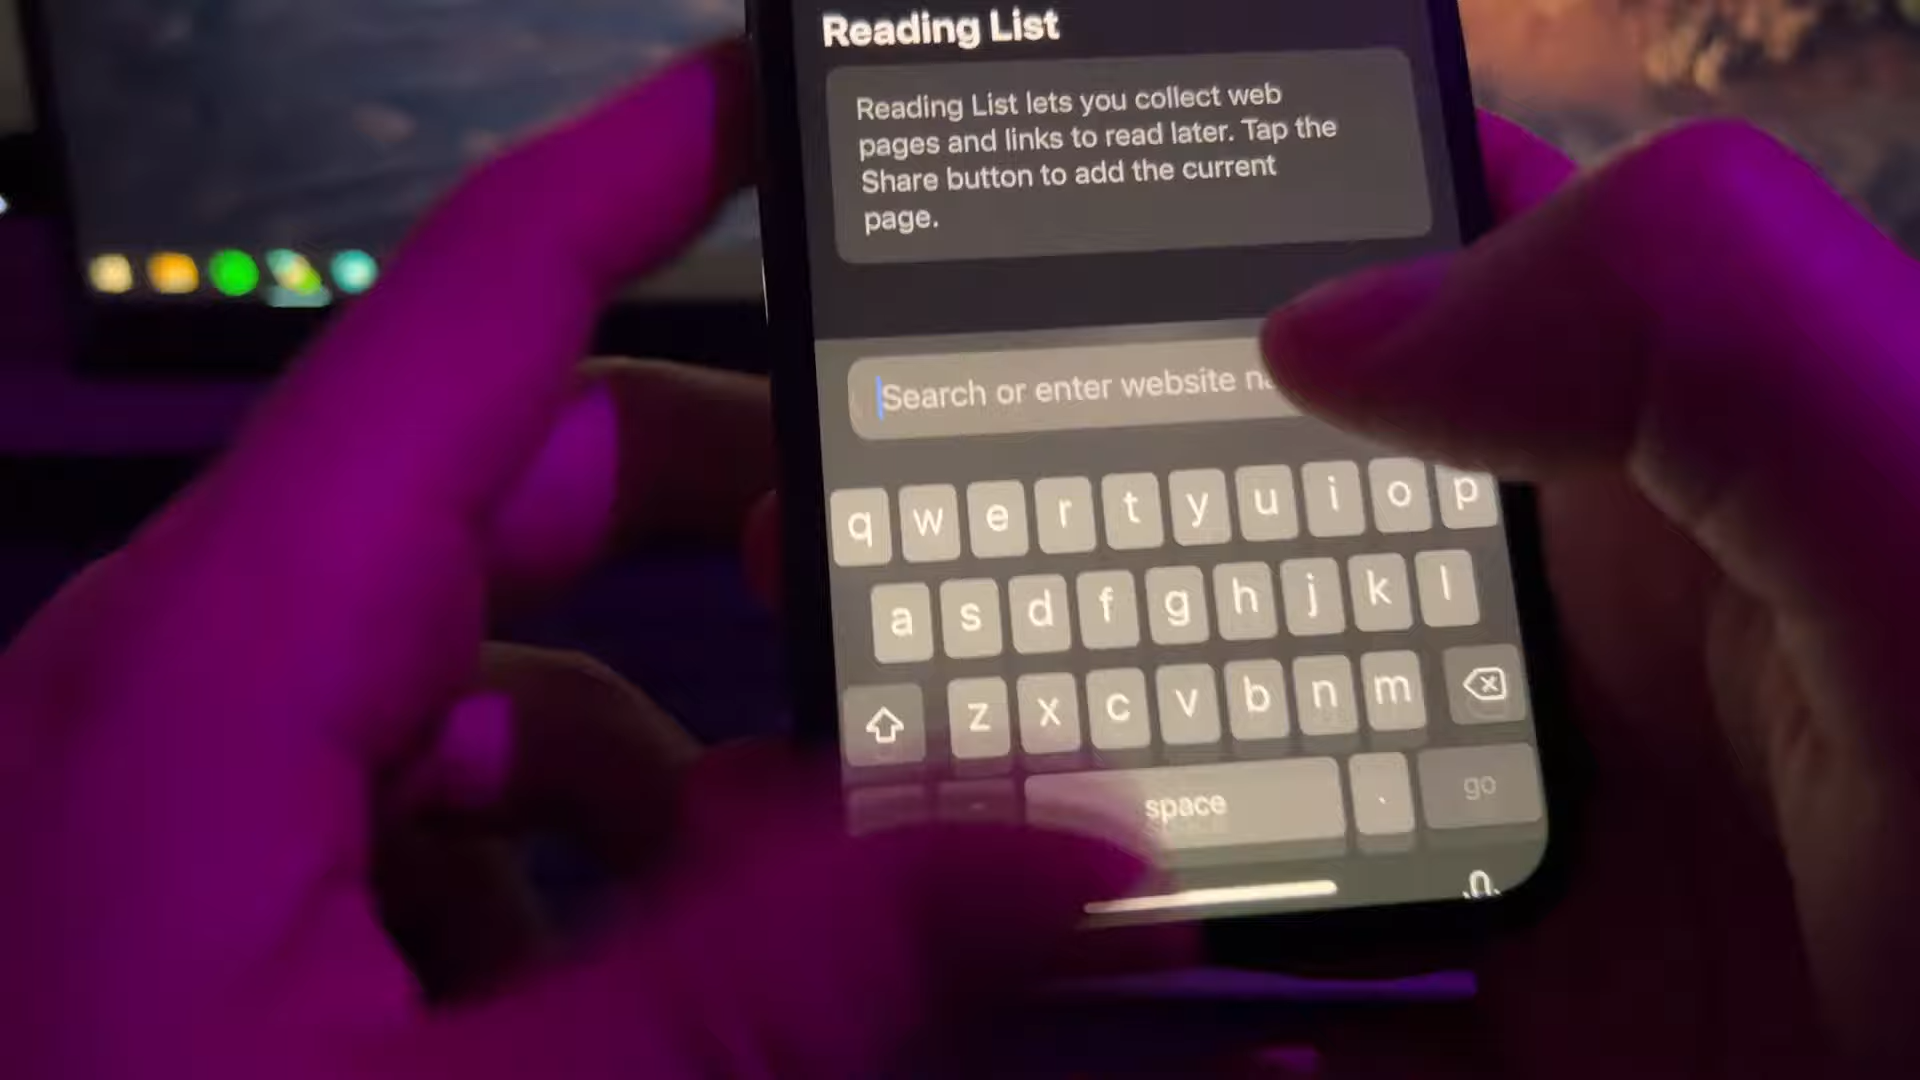 Reading List
Reading List lets you collect web
pages and links to read later. Tap the
Share button to add the current
page.
Search or enter website
q w e r t y u i o p
a s d f g h j k l
z x c v b n m
space . go